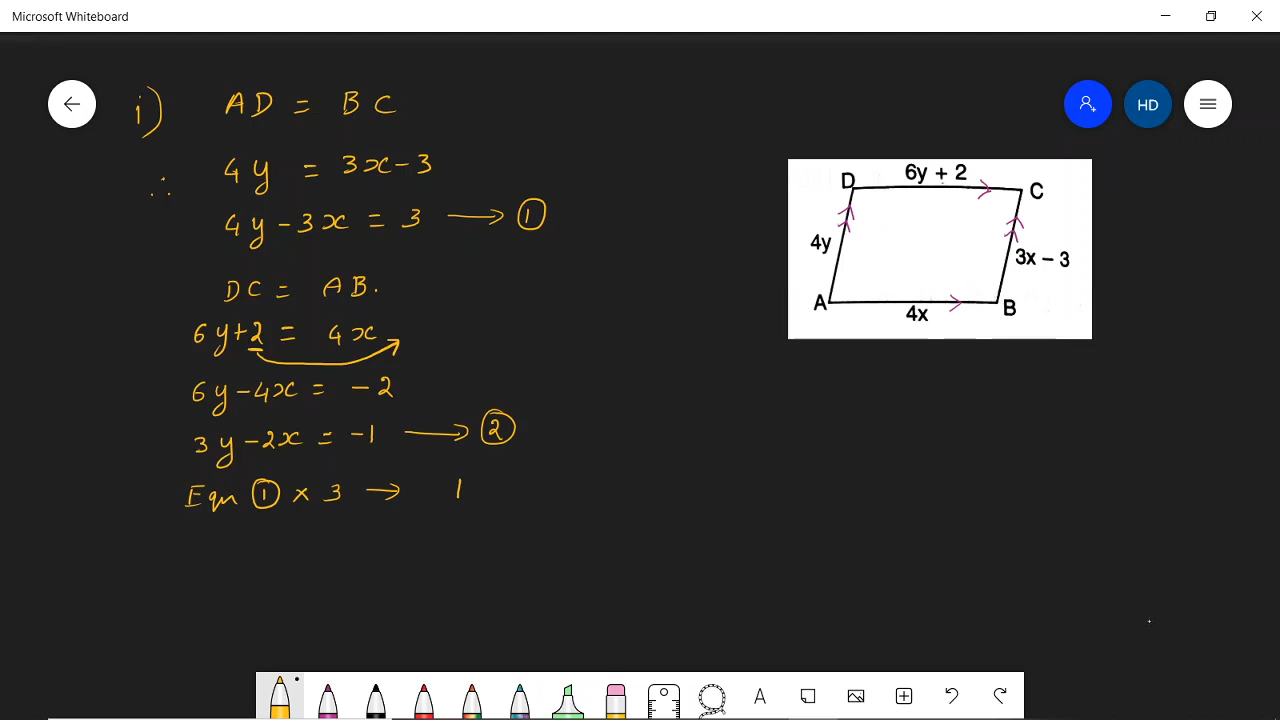 Microsoft Whiteboard
HD
i) AD = BC
∴ 4y = 3x-3
4y-3x = 3 → ①
DC = AB.
6y+2 = 4x
6y-4x = -2
3y-2x = -1 → ②
Eqn ① × 3 → 1
6y + 2
D
C
4y
3x - 3
A
B
4x
A